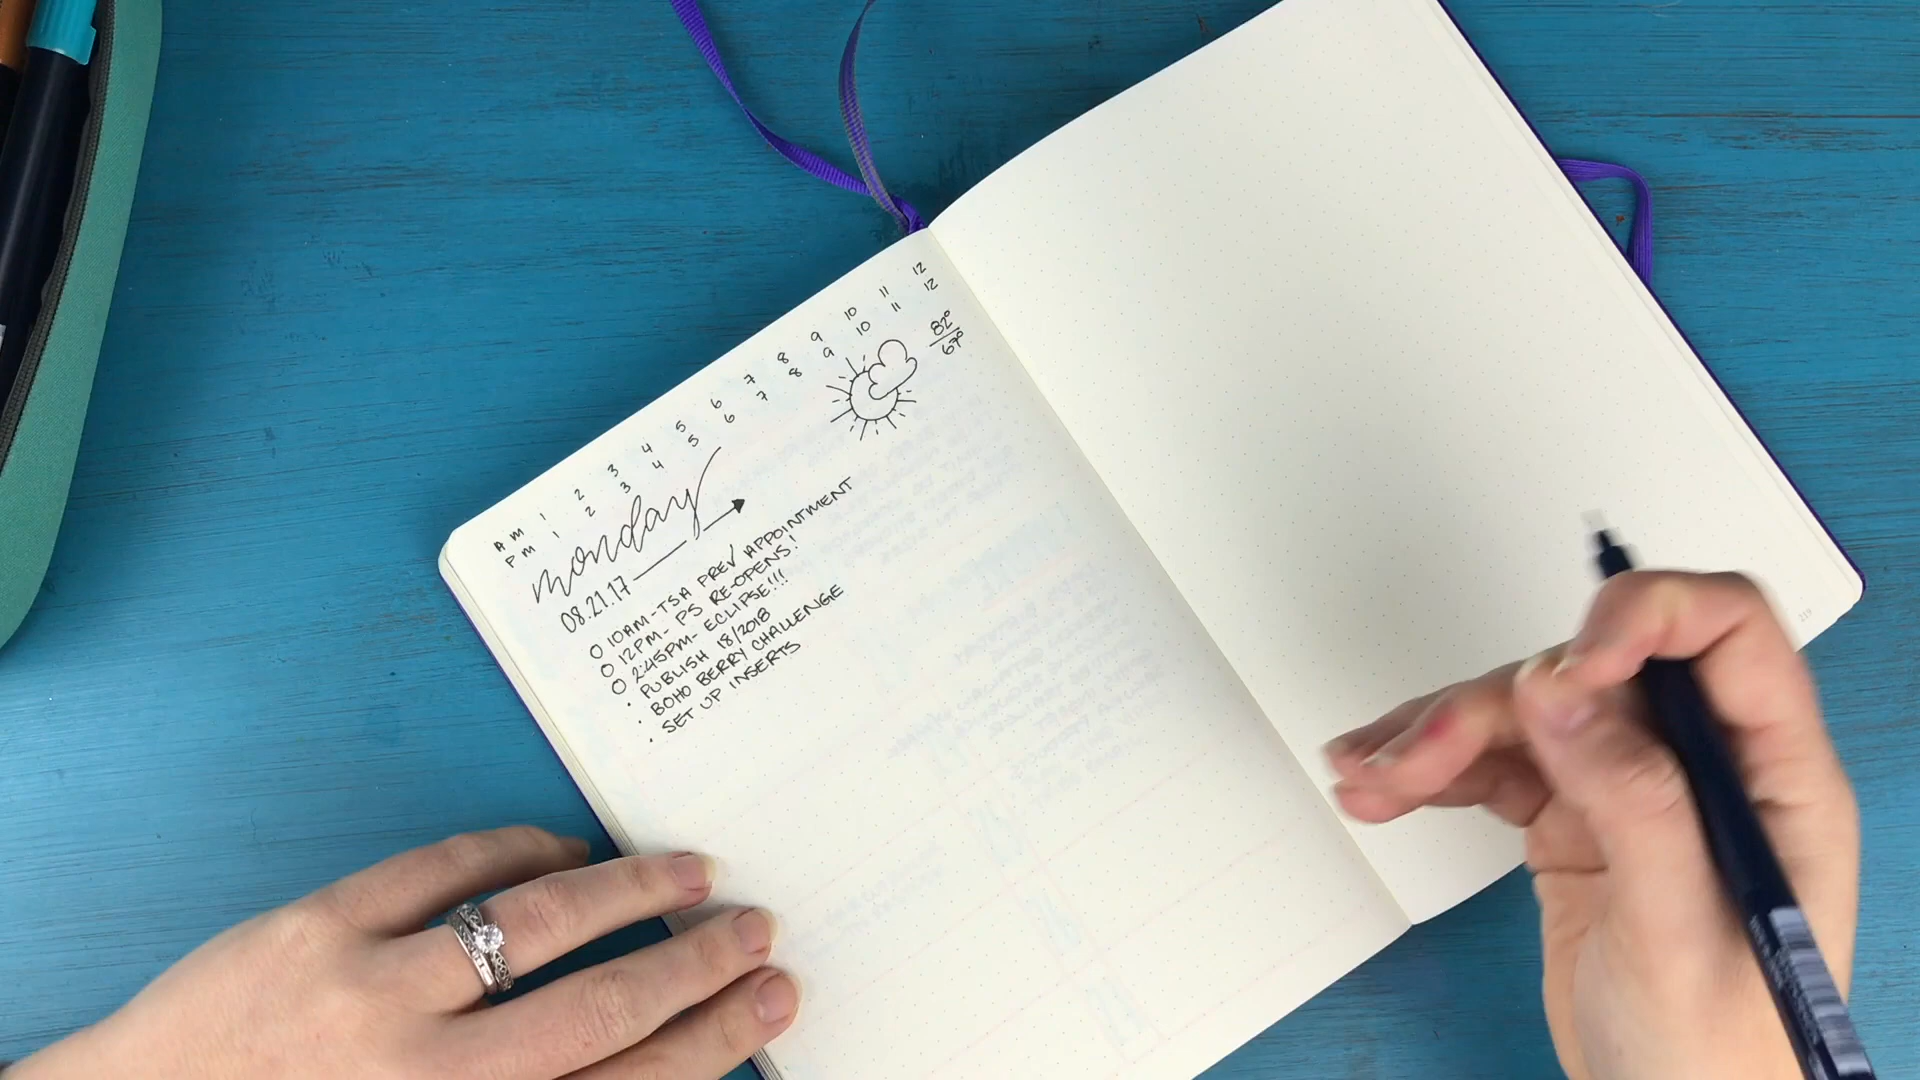 AM 1 2 3 4 5 6 7 8 9 10 11 12
PM 1 2 3 4 5 6 7 8 9 10 11 12
82°
67°
monday
08.21.17
O 10AM-TSA PREV APPOINTMENT
O 12PM- PS RE-OPENS!
O 2:45PM- ECLIPSE!!!
· PUBLISH 18/2018
· BOHO BERRY CHALLENGE
· SET UP INSERTS
219